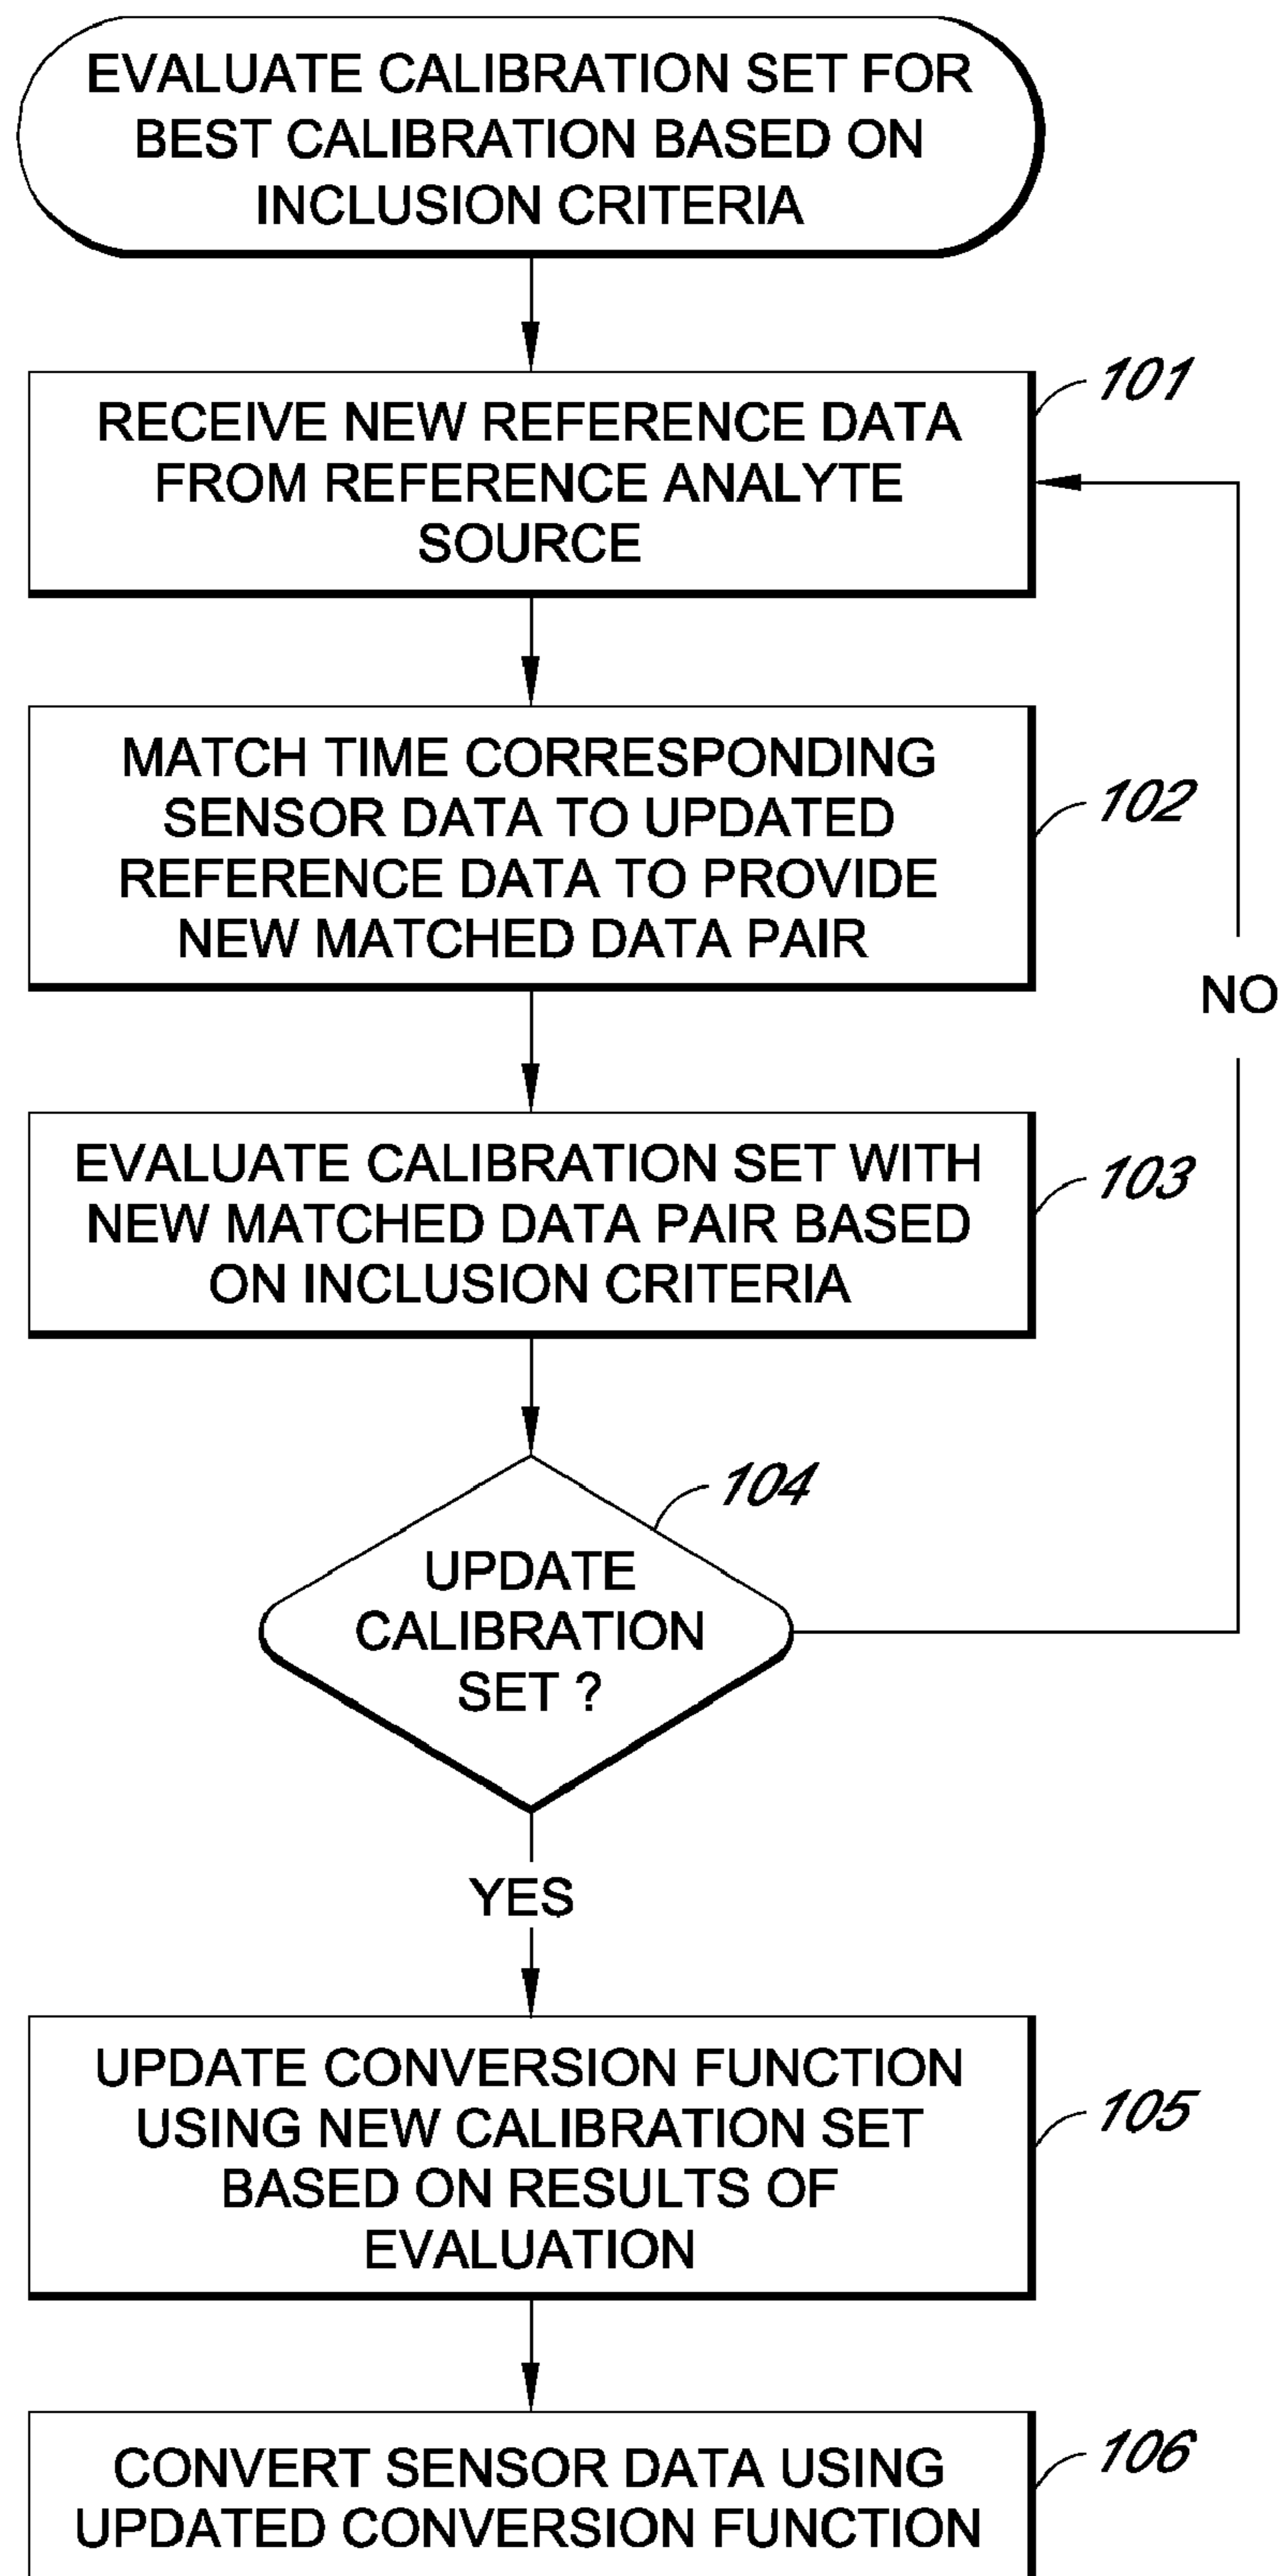 EVALUATE CALIBRATION SET FOR
BEST CALIBRATION BASED ON
INCLUSION CRITERIA
101
RECEIVE NEW REFERENCE DATA
FROM REFERENCE ANALYTE
SOURCE
102
MATCH TIME CORRESPONDING
SENSOR DATA TO UPDATED
REFERENCE DATA TO PROVIDE
NEW MATCHED DATA PAIR
NO
103
EVALUATE CALIBRATION SET WITH
NEW MATCHED DATA PAIR BASED
ON INCLUSION CRITERIA
104
UPDATE
CALIBRATION
SET ?
YES
105
UPDATE CONVERSION FUNCTION
USING NEW CALIBRATION SET
BASED ON RESULTS OF
EVALUATION
106
CONVERT SENSOR DATA USING
UPDATED CONVERSION FUNCTION